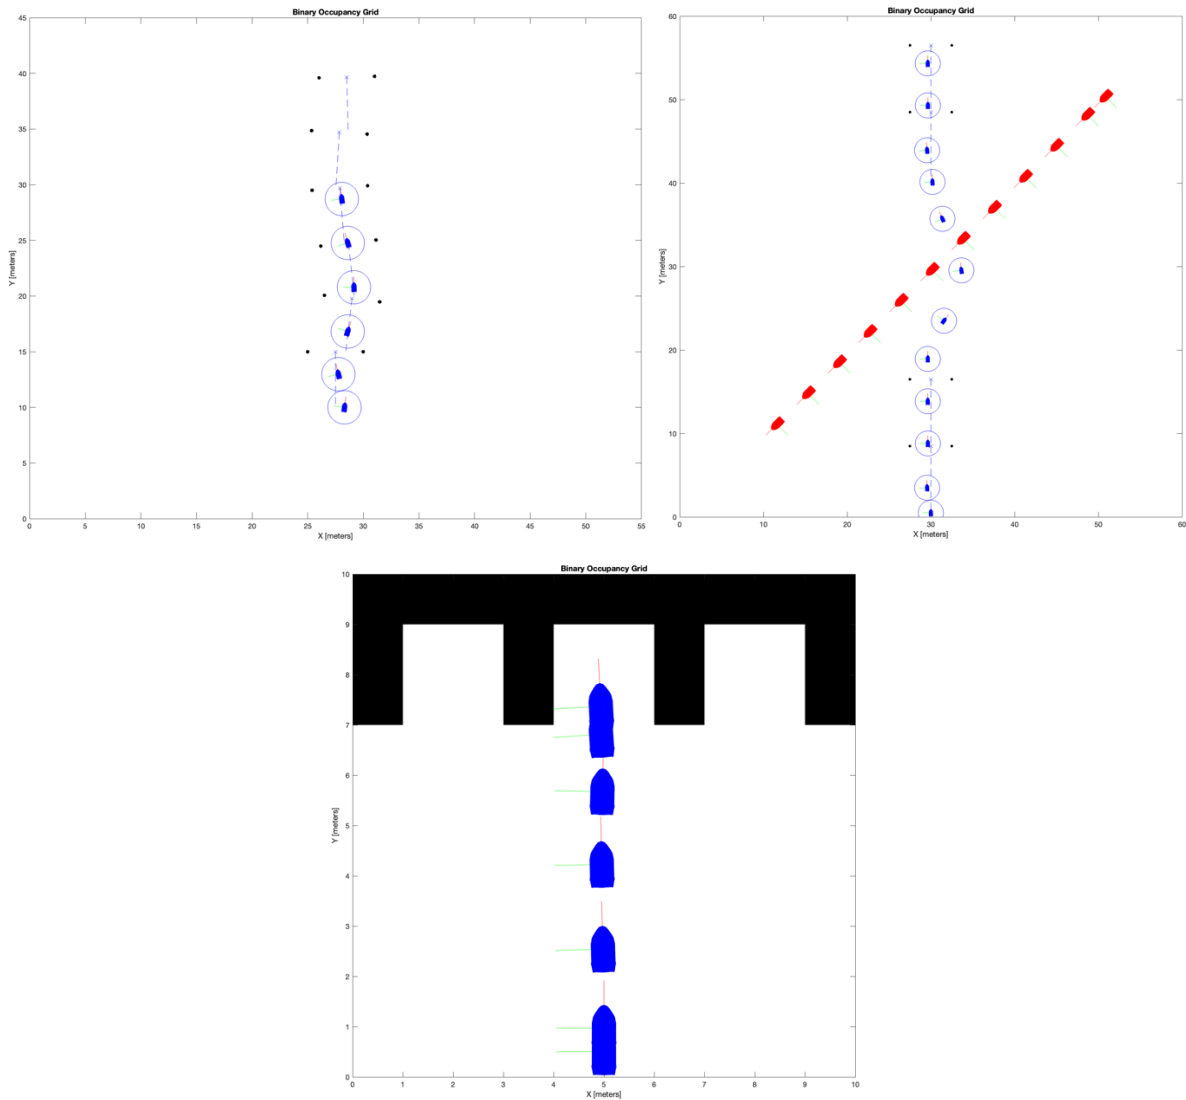 Binary Occupancy Grid
45
40
35
30
25
20
15
10
5
0
Y [meters]
0 5 10 15 20 25 30 35 40 45 50 55
X [meters]
Binary Occupancy Grid
60
50
40
30
20
10
0
Y [meters]
0 10 20 30 40 50 60
X [meters]
Binary Occupancy Grid
10
9
8
7
6
5
4
3
2
1
0
Y [meters]
0 1 2 3 4 5 6 7 8 9 10
X [meters]